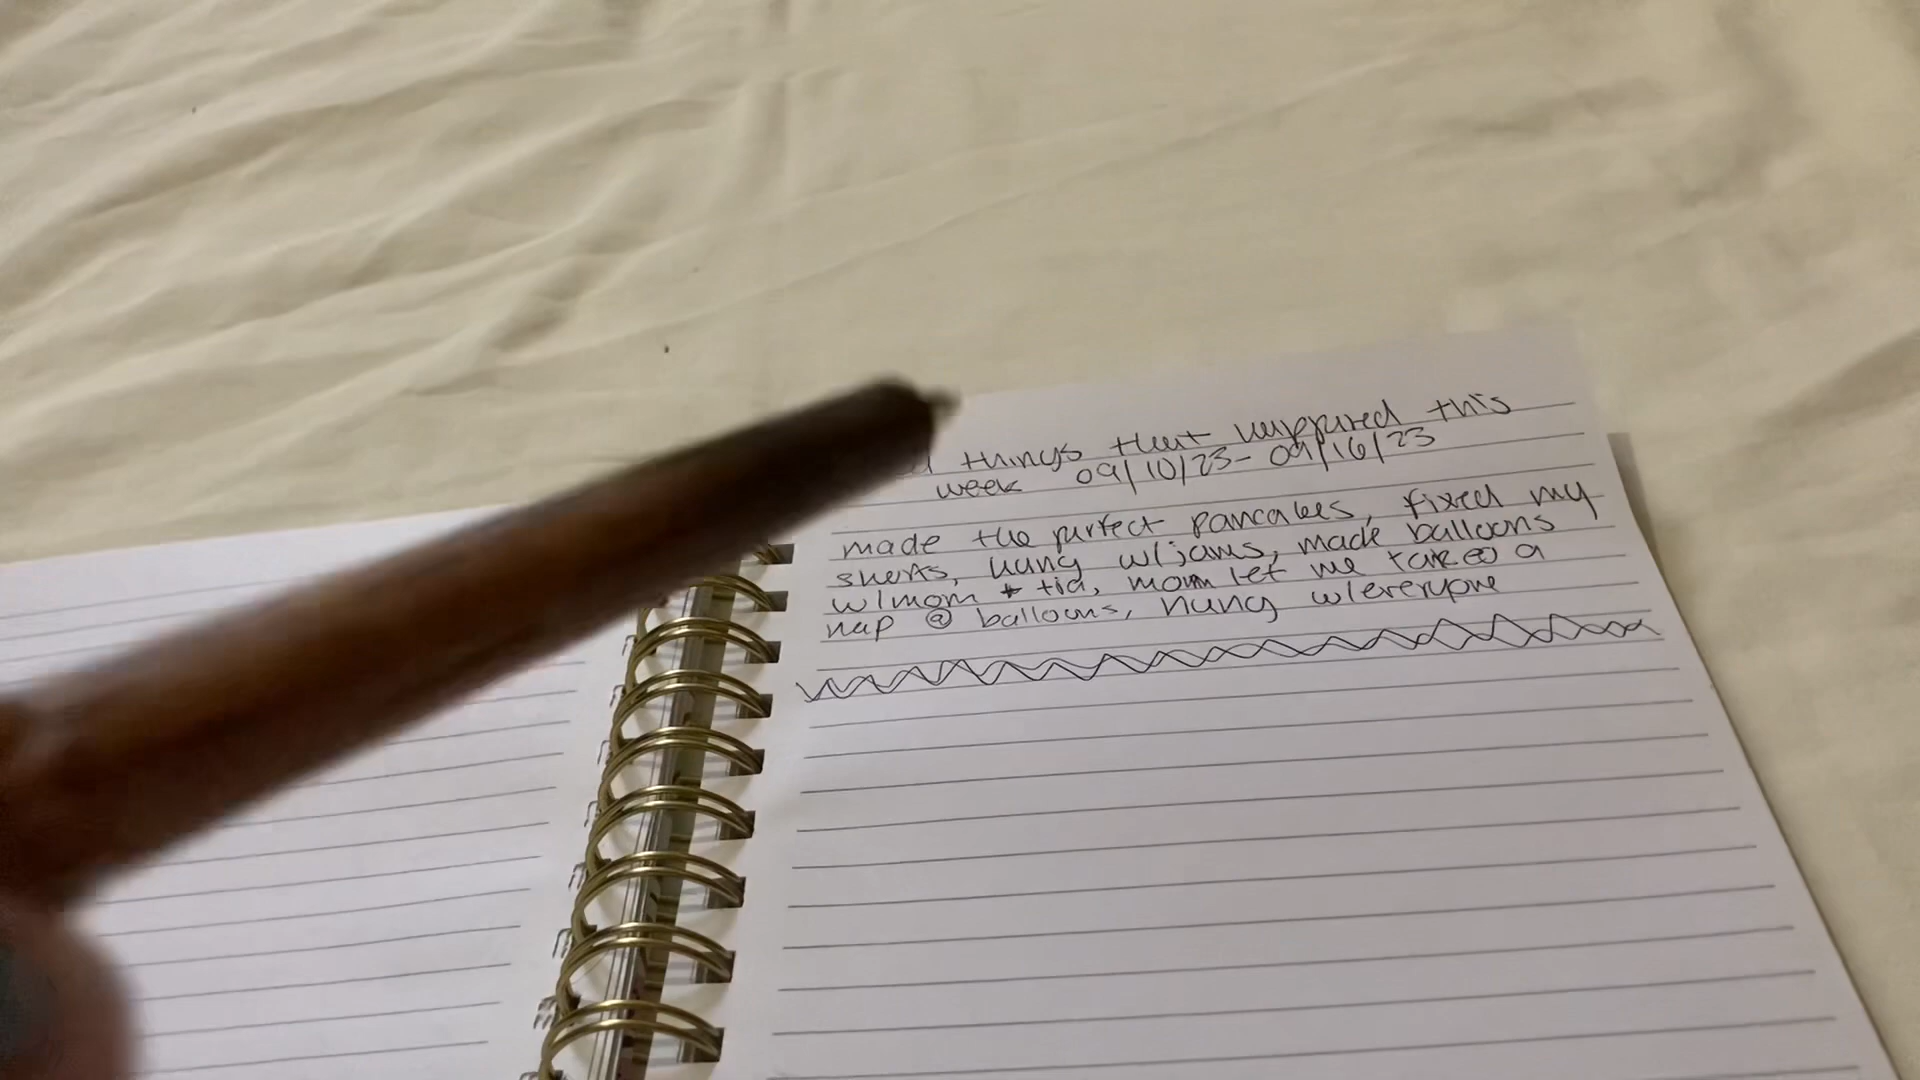 things that happened this
week 09/10/23 - 09/16/23
made the perfect pancakes, fixed my
shorts, hung w/jams, made balloons
w/mom + tia, mom let me take a
nap @ balloons, hung w/everyone